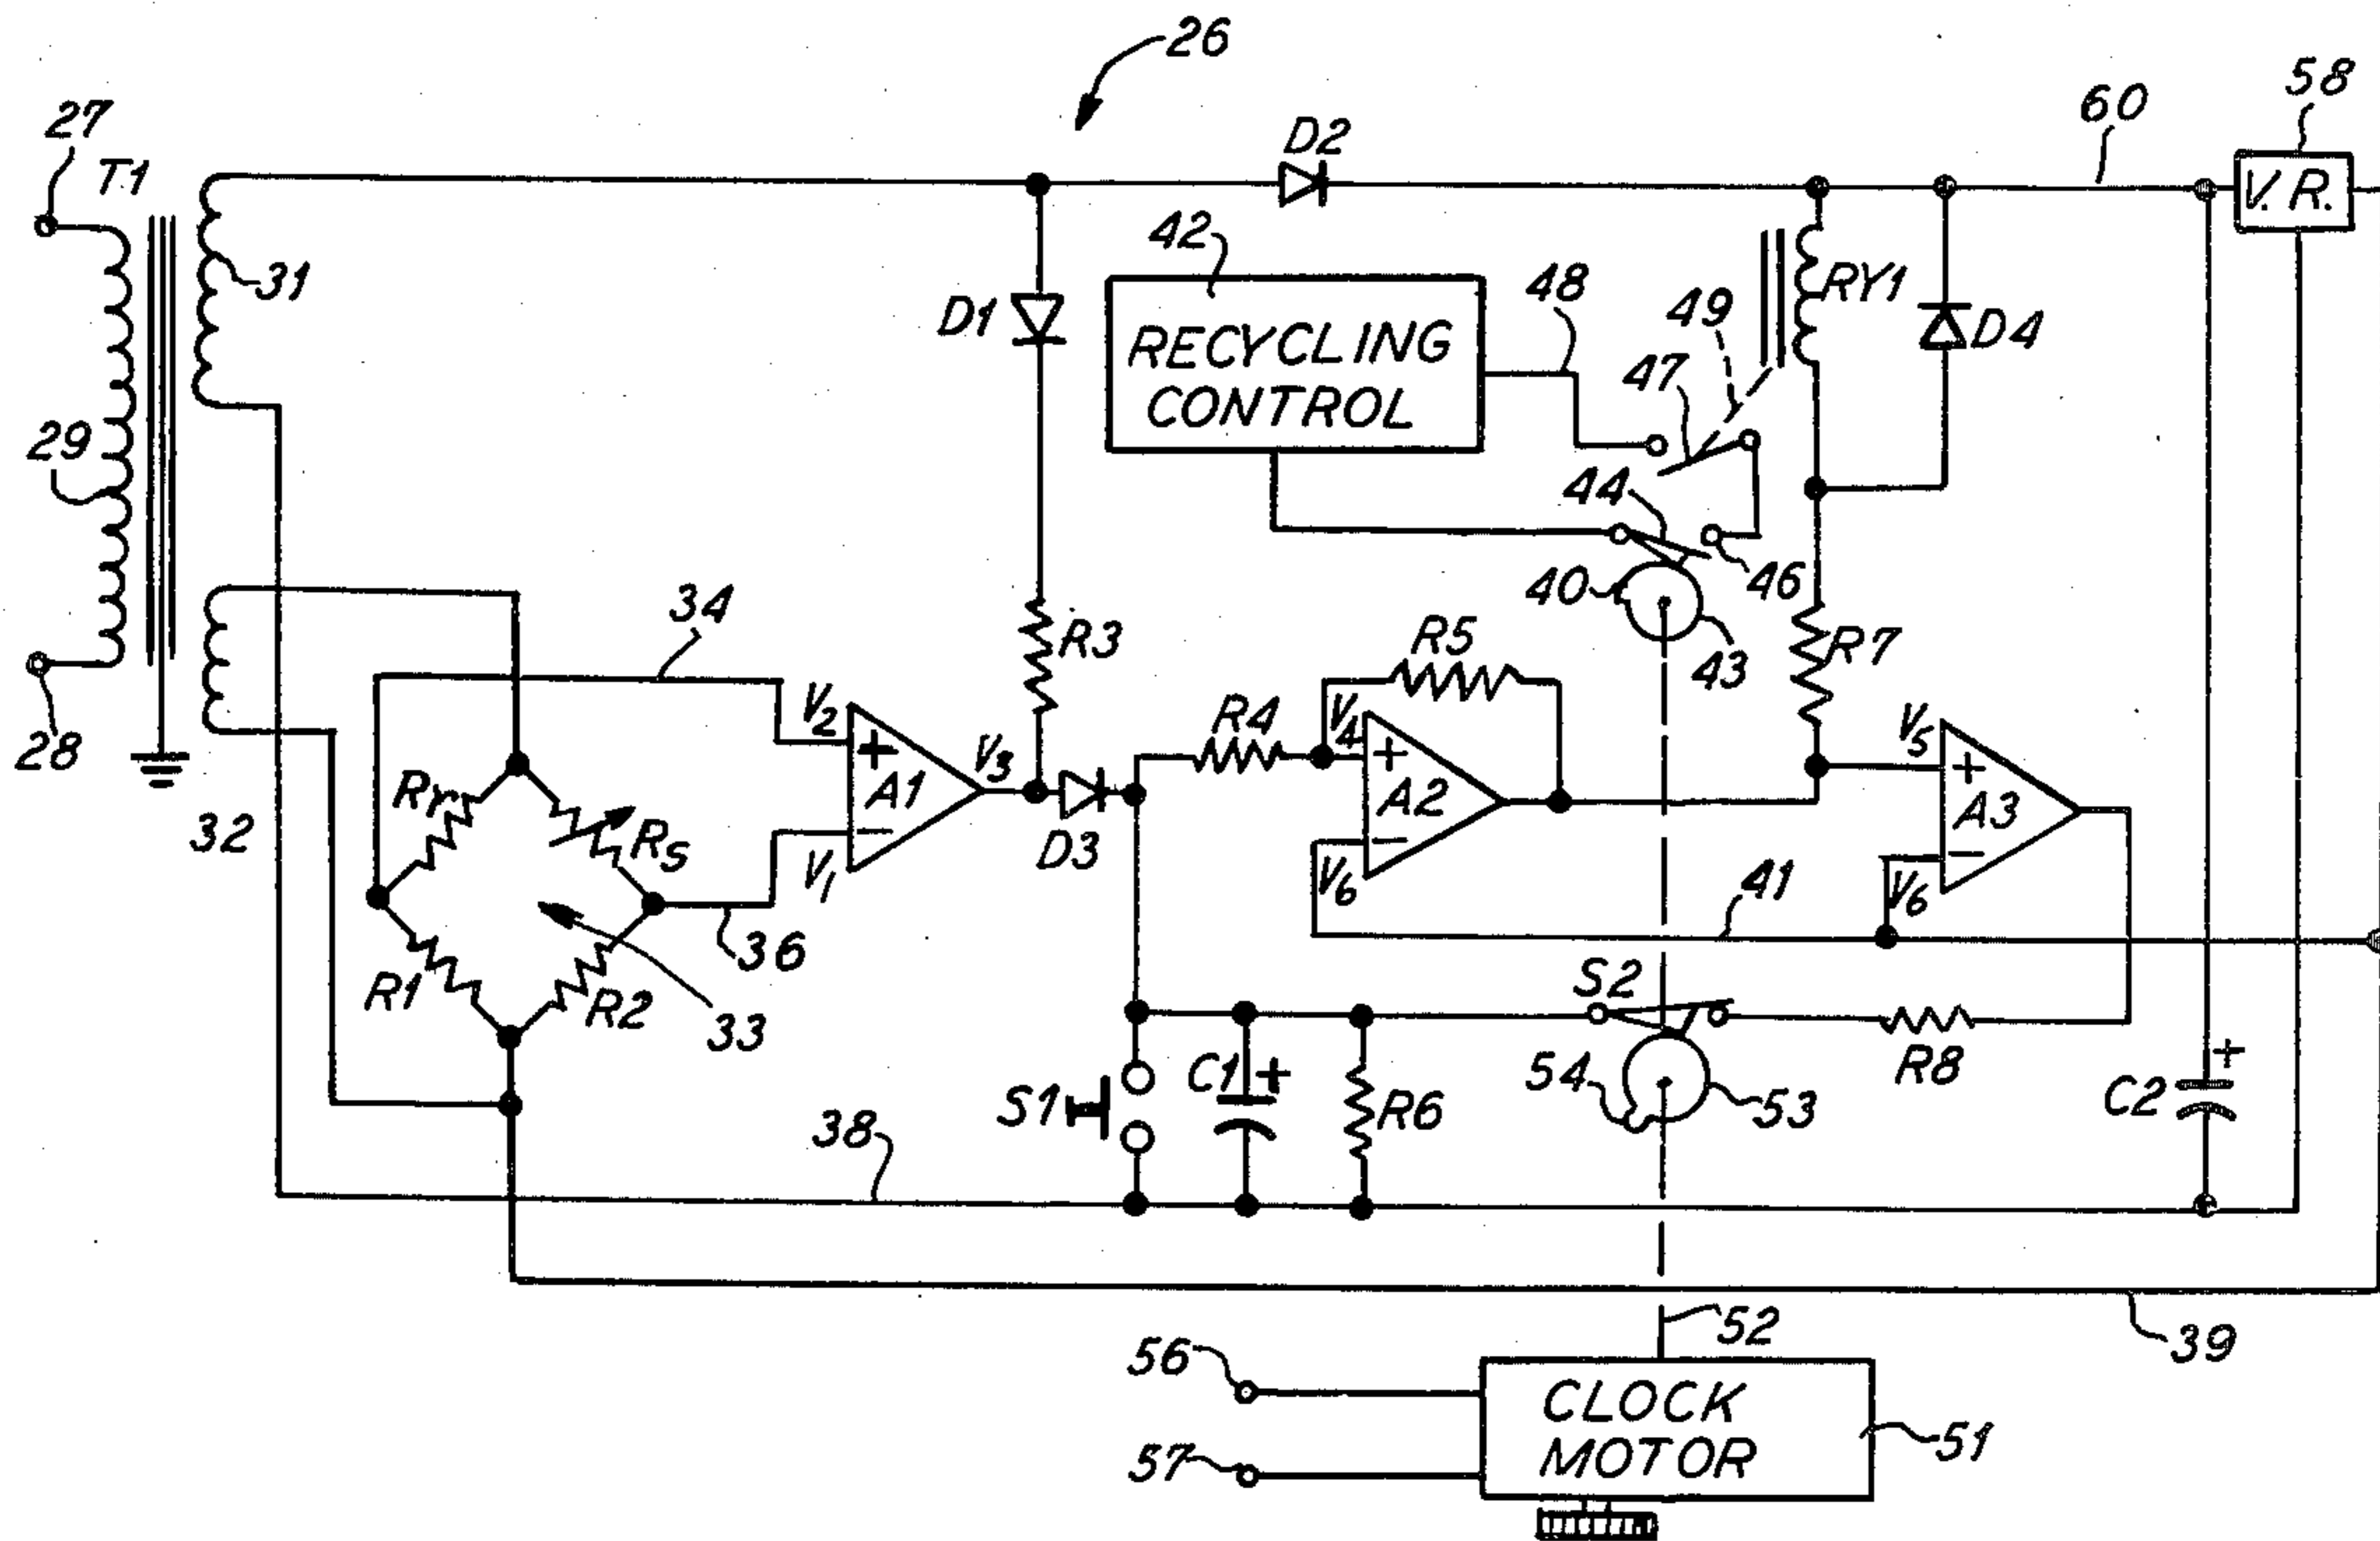 26
58
27
T1
D2
60
V.R.
42
31
D1
RECYCLING
CONTROL
48
49
RY1
D4
47
29
44
46
40
43
34
R3
R5
R7
V2
R4
V4
V5
28
Rr
+
A1
V3
+
A2
+
A3
32
Rs
V1
−
D3
−
V6
41
−
V6
36
S2
R1
R2
33
S1
C1 +
R6
54
53
R8
+
C2
38
39
52
56
57
CLOCK
MOTOR
51